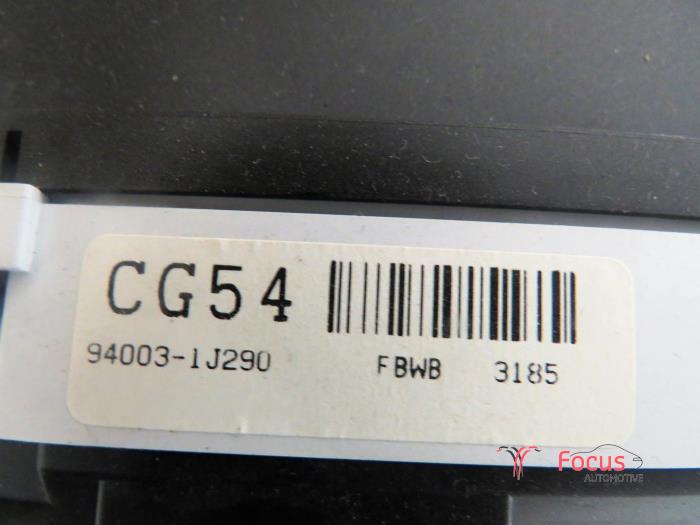 CG54
94003-1J290 FBWB 3185
Focus
AUTOMOTIVE